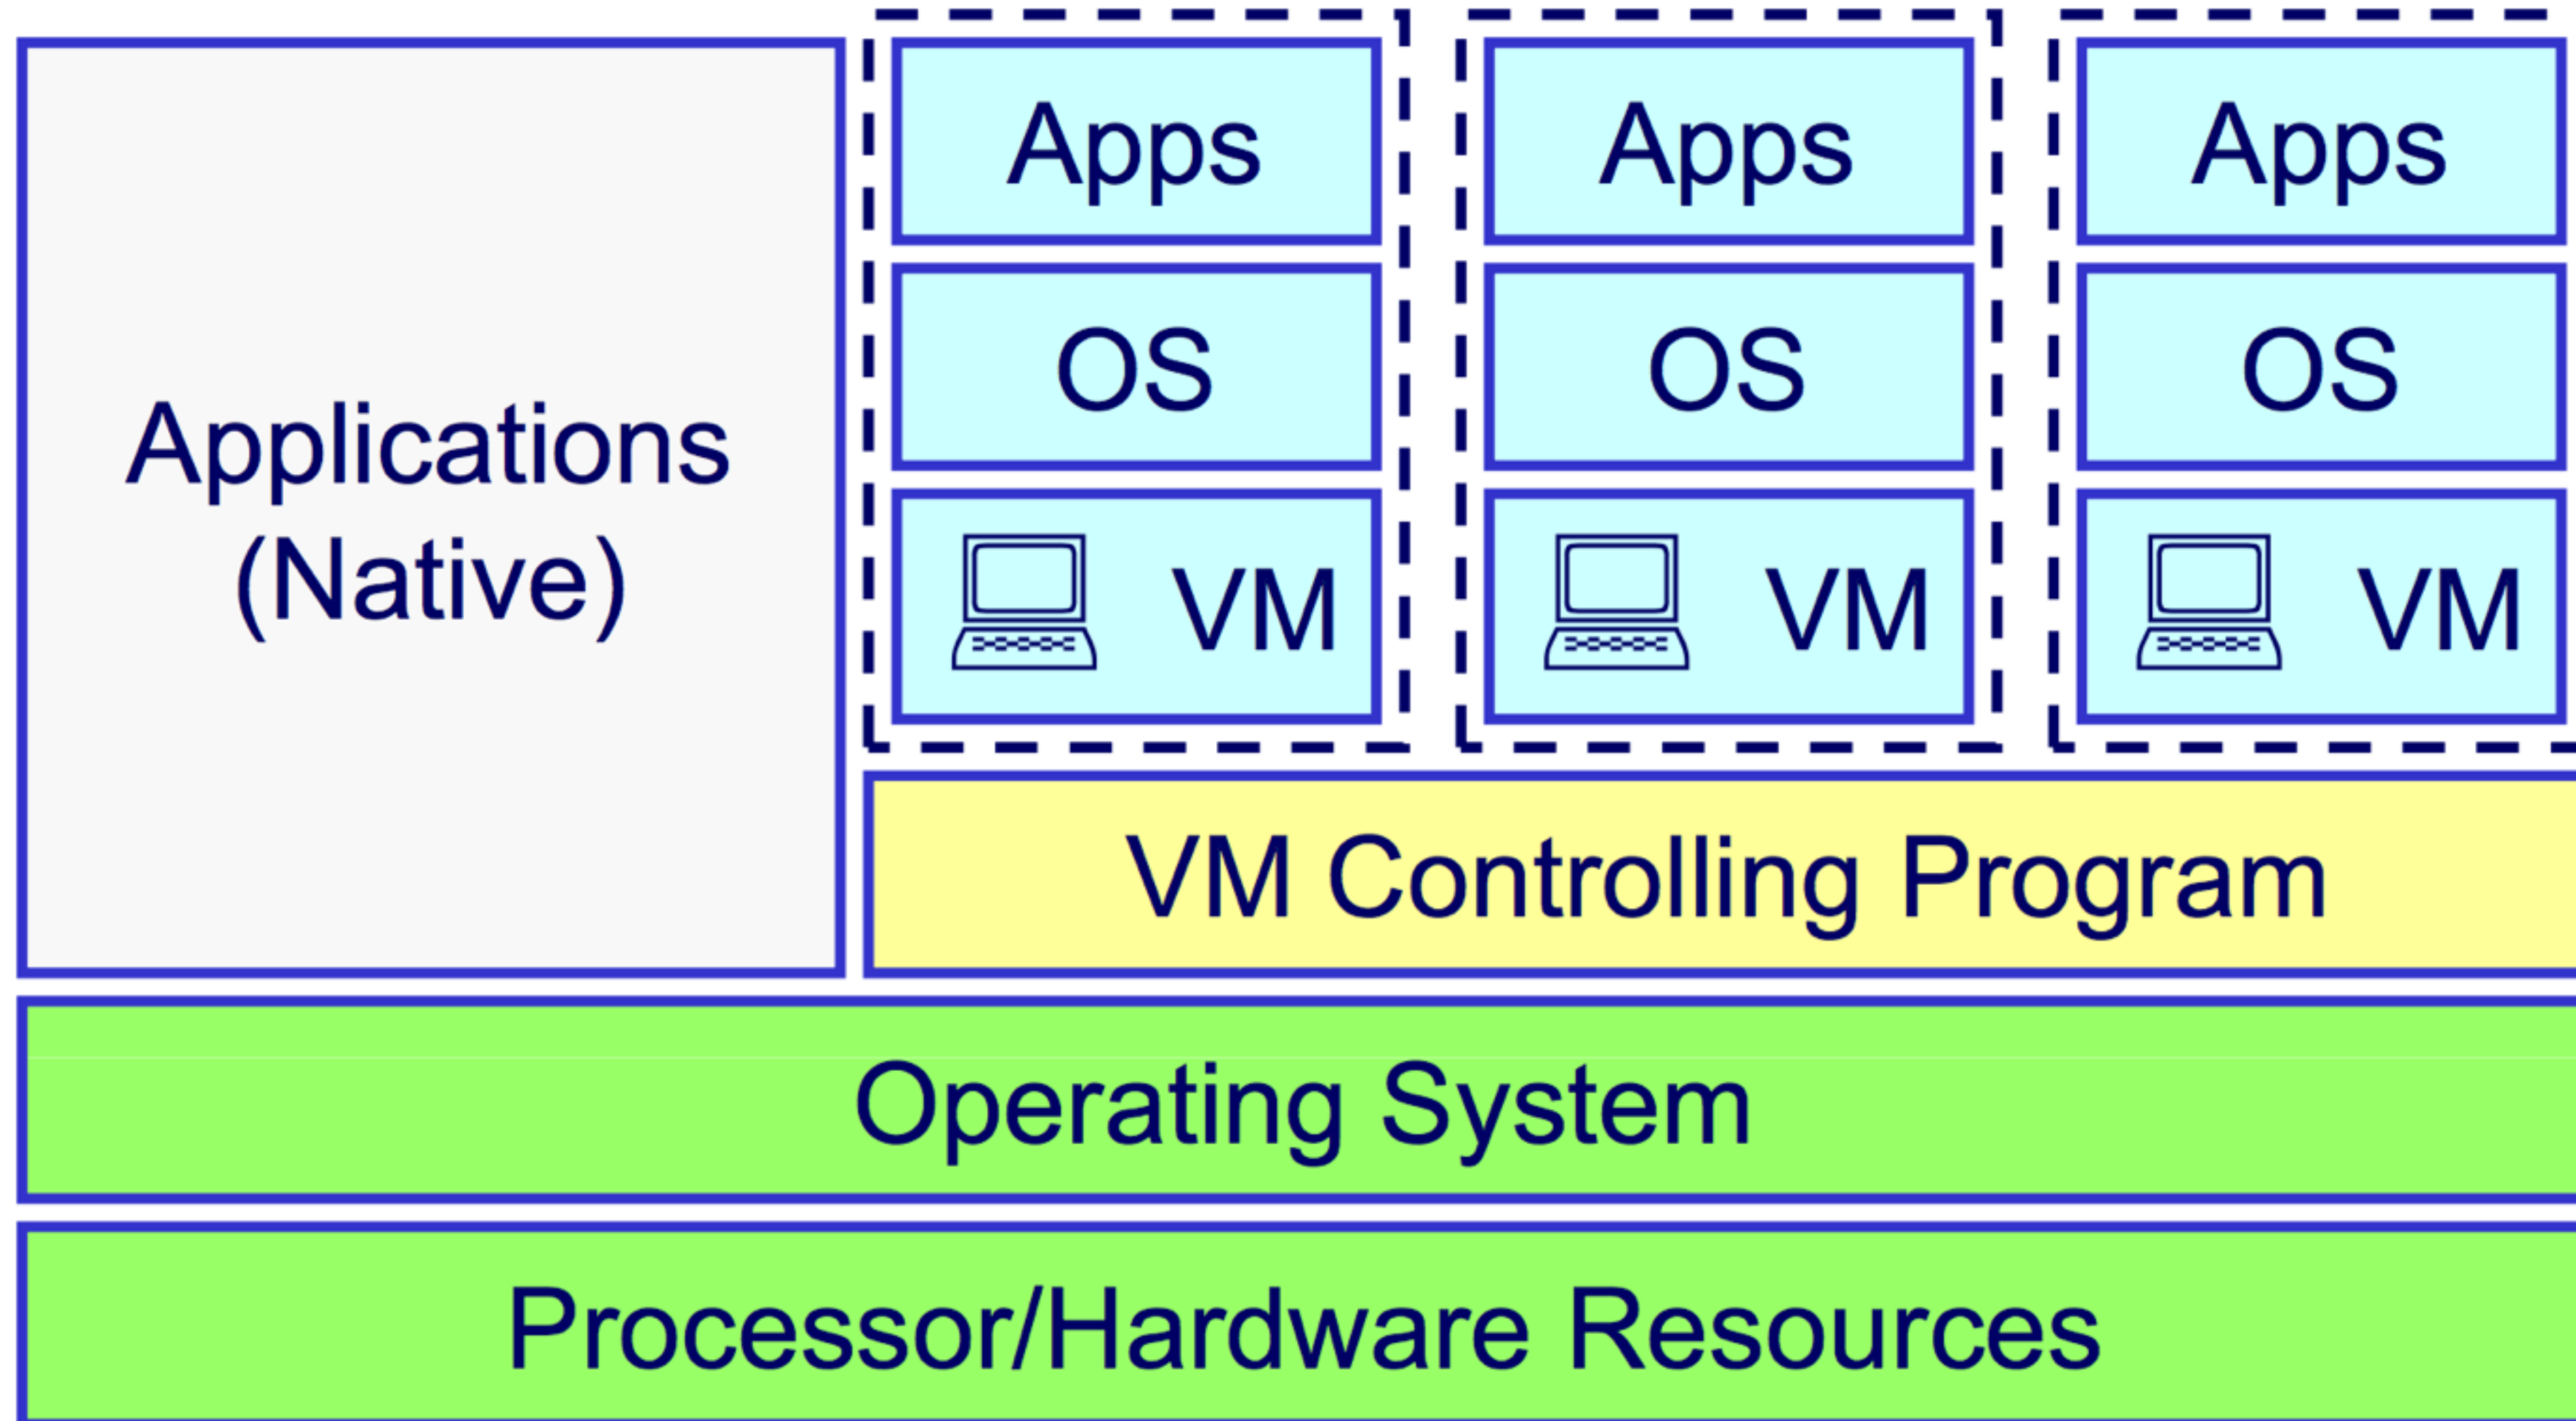 Applications
(Native)
Apps
Apps
Apps
OS
OS
OS
VM
VM
VM
VM Controlling Program
Operating System
Processor/Hardware Resources